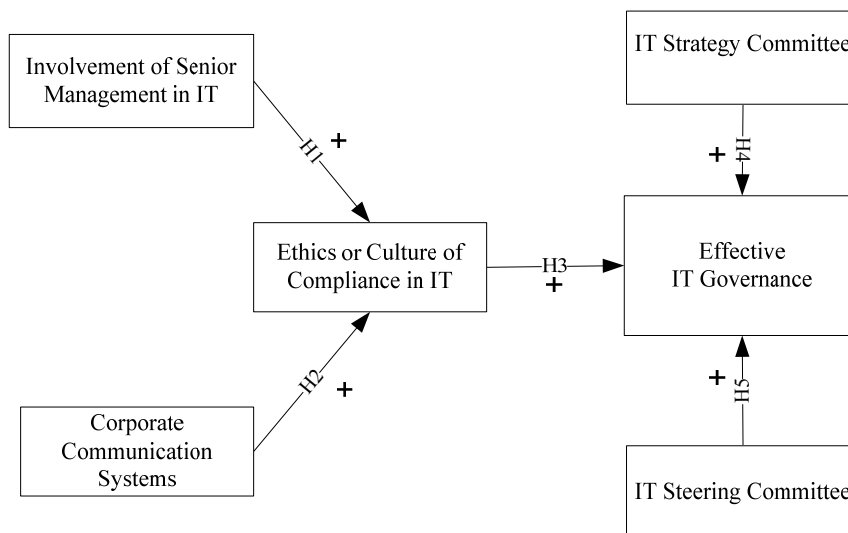 Involvement of Senior
Management in IT
H1
+
Ethics or Culture of
Compliance in IT
H2
+
Corporate
Communication
Systems
H3
+
IT Strategy Committee
+
H4
Effective
IT Governance
+
H5
IT Steering Committee